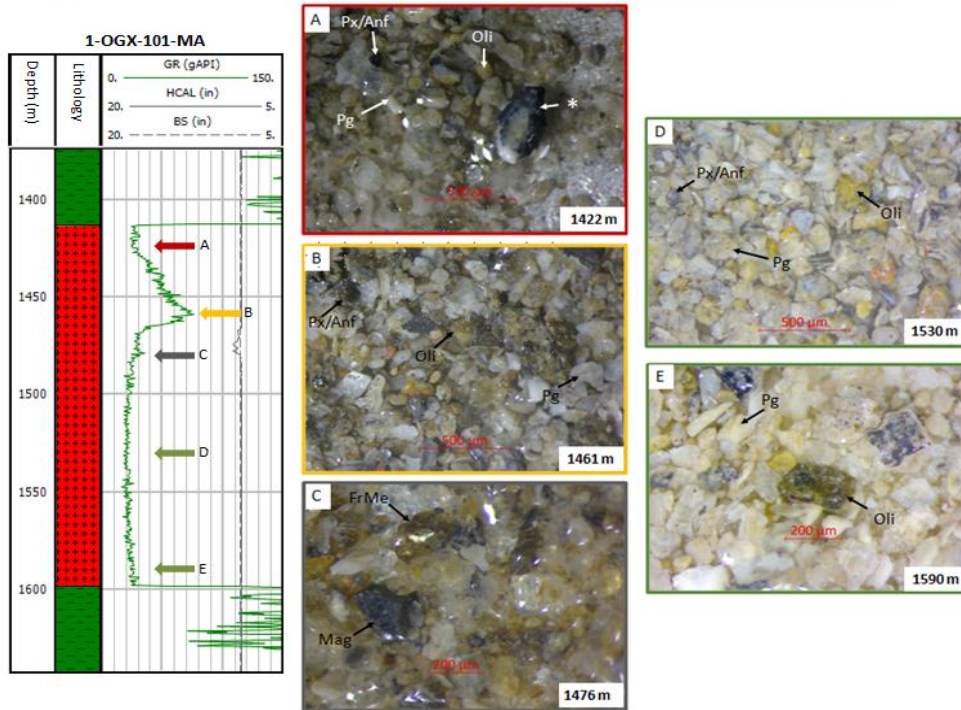 1-OGX-101-MA
Depth (m)
Lithology
GR (gAPI)
0. 150.
HCAL (in)
20. 5.
BS (in)
20. 5.
1400
1450
1500
1550
1600
A
B
C
D
E
A
Px/Anf
Oli
Pg
*
500 µm
1422 m
B
Px/Anf
Oli
Pg
500 µm
1461 m
C
FrMe
Mag
200 µm
1476 m
D
Px/Anf
Oli
Pg
500 µm
1530 m
E
Pg
Oli
200 µm
1590 m